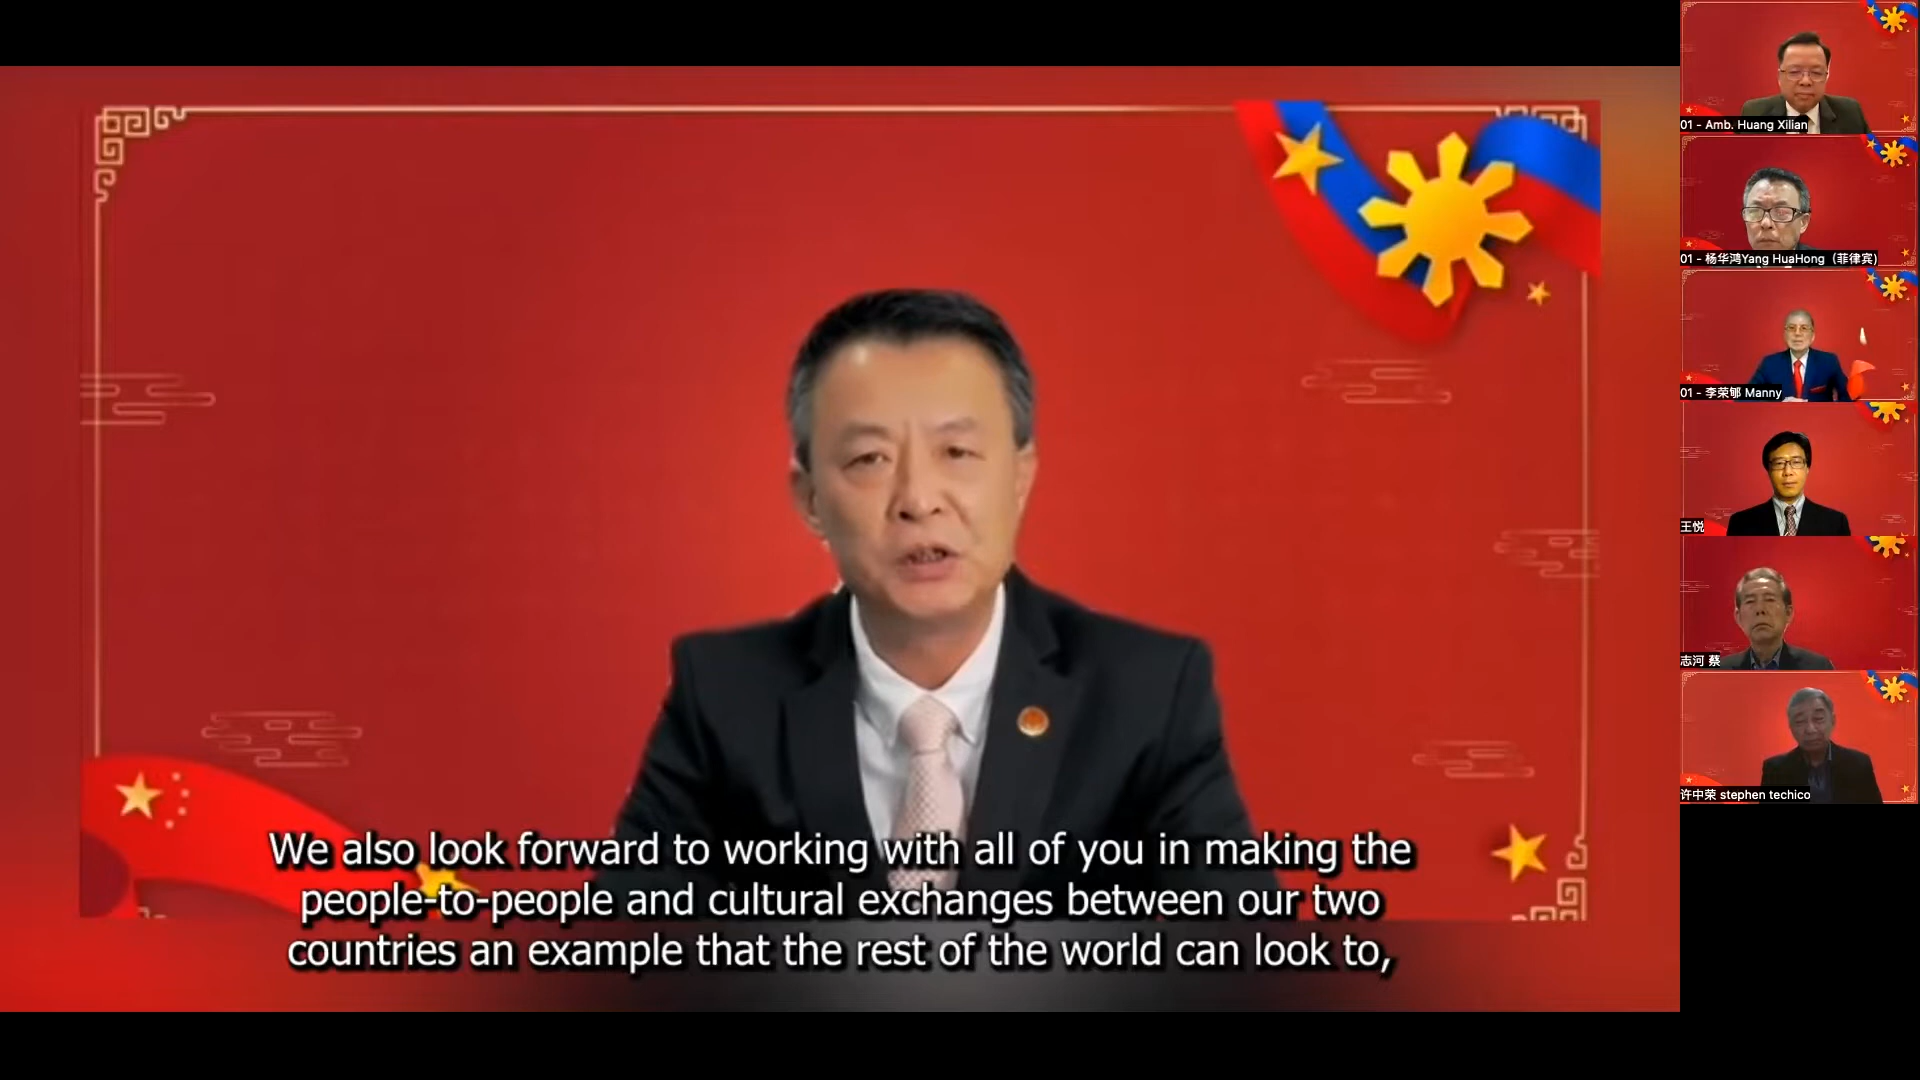 We also look forward to working with all of you in making the
people-to-people and cultural exchanges between our two
countries an example that the rest of the world can look to,
01 - Amb. Huang Xilian
01 - 杨华鸿Yang HuaHong（菲律宾)
01 - 李荣郇 Manny
王悦
志河 蔡
许中荣 stephen techico